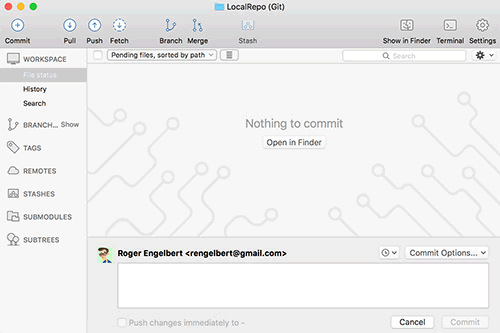 LocalRepo (Git)
Commit Pull Push Fetch Branch Merge Stash Show in Finder Terminal Settings
WORKSPACE
Pending files, sorted by path
Search
File status
History
Search
BRANCH... Show
TAGS
REMOTES
STASHES
SUBMODULES
SUBTREES
Nothing to commit
Open in Finder
Roger Engelbert <rengelbert@gmail.com>
Commit Options...
Push changes immediately to -
Cancel Commit